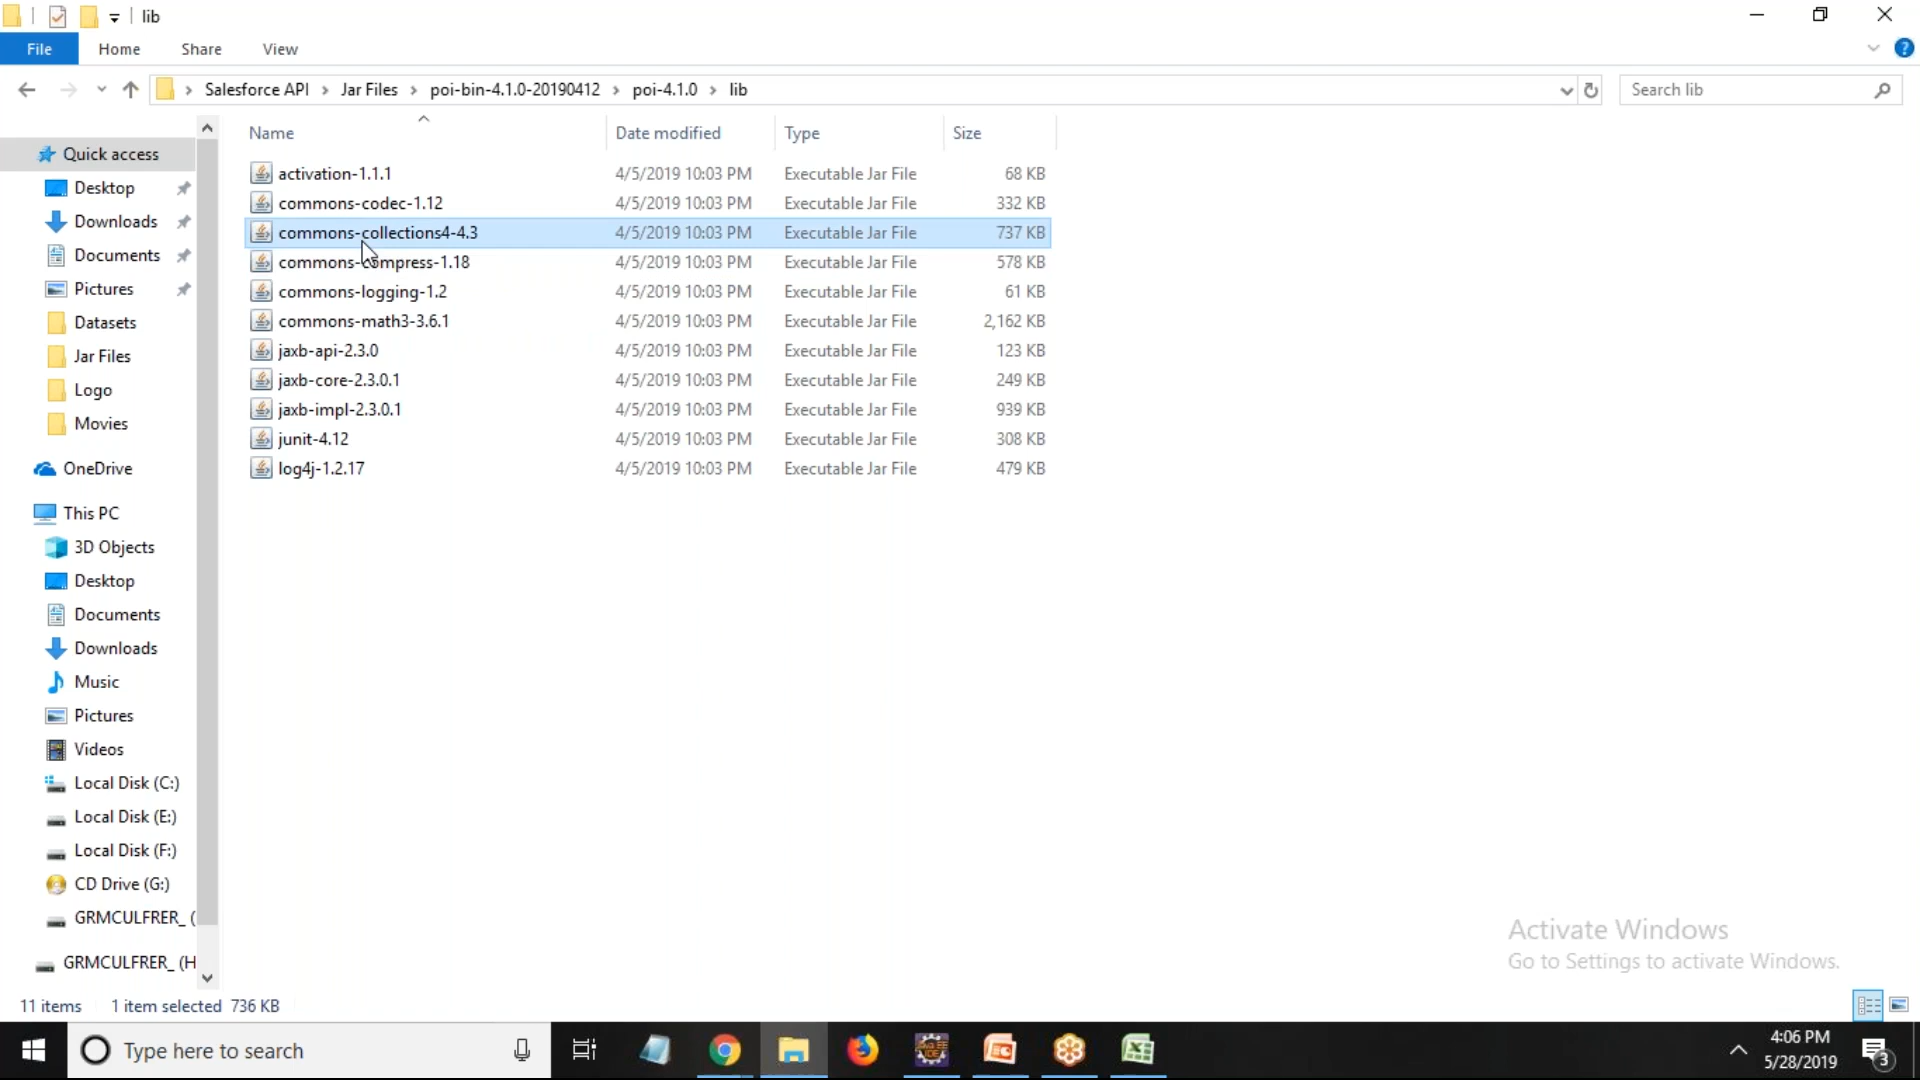 lib
File Home Share View
Salesforce API > Jar Files > poi-bin-4.1.0-20190412 > poi-4.1.0 > lib
Search lib
Name Date modified Type Size
Quick access
Desktop
Downloads
Documents
Pictures
Datasets
Jar Files
Logo
Movies
OneDrive
This PC
3D Objects
Desktop
Documents
Downloads
Music
Pictures
Videos
Local Disk (C:)
Local Disk (E:)
Local Disk (F:)
CD Drive (G:)
GRMCULFRER_ (
GRMCULFRER_ (H
activation-1.1.1 4/5/2019 10:03 PM Executable Jar File 68 KB
commons-codec-1.12 4/5/2019 10:03 PM Executable Jar File 332 KB
commons-collections4-4.3 4/5/2019 10:03 PM Executable Jar File 737 KB
commons-compress-1.18 4/5/2019 10:03 PM Executable Jar File 578 KB
commons-logging-1.2 4/5/2019 10:03 PM Executable Jar File 61 KB
commons-math3-3.6.1 4/5/2019 10:03 PM Executable Jar File 2,162 KB
jaxb-api-2.3.0 4/5/2019 10:03 PM Executable Jar File 123 KB
jaxb-core-2.3.0.1 4/5/2019 10:03 PM Executable Jar File 249 KB
jaxb-impl-2.3.0.1 4/5/2019 10:03 PM Executable Jar File 939 KB
junit-4.12 4/5/2019 10:03 PM Executable Jar File 308 KB
log4j-1.2.17 4/5/2019 10:03 PM Executable Jar File 479 KB
Activate Windows
Go to Settings to activate Windows.
11 items 1 item selected 736 KB
Type here to search
4:06 PM
5/28/2019
3